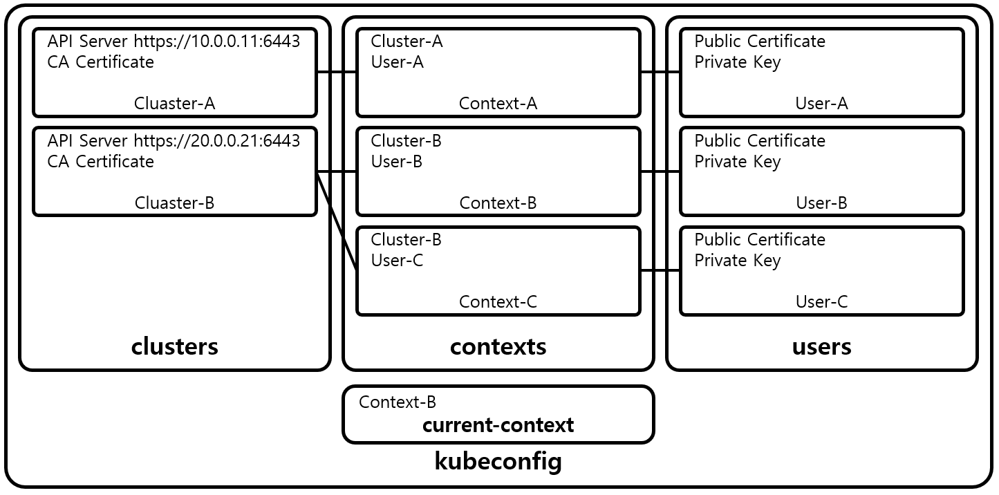 API Server https://10.0.0.11:6443
CA Certificate
Cluaster-A
API Server https://20.0.0.21:6443
CA Certificate
Cluaster-B
clusters
Cluster-A
User-A
Context-A
Cluster-B
User-B
Context-B
Cluster-B
User-C
Context-C
contexts
Public Certificate
Private Key
User-A
Public Certificate
Private Key
User-B
Public Certificate
Private Key
User-C
users
Context-B
current-context
kubeconfig